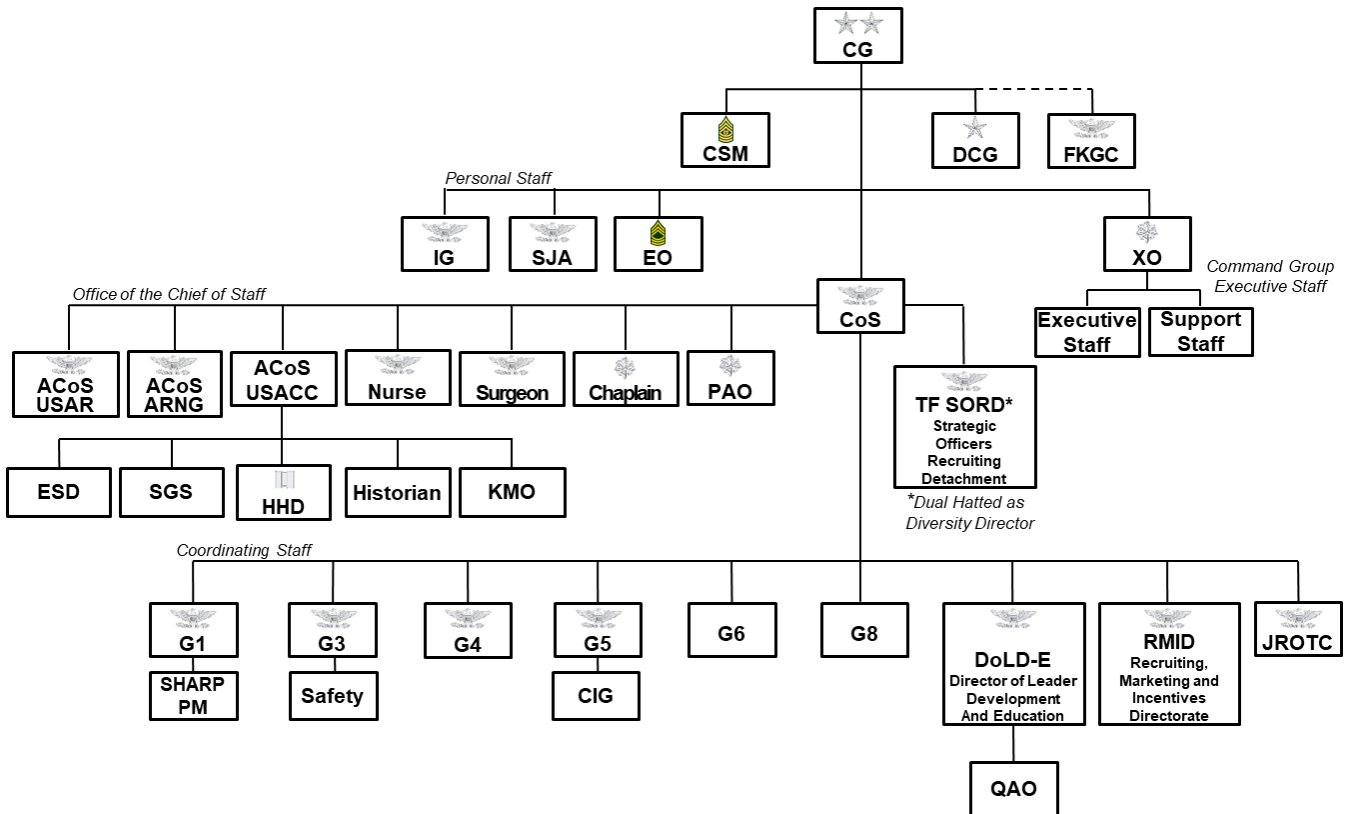 CG
CSM
DCG
FKGC
Personal Staff
IG
SJA
EO
XO
Command Group
Executive Staff
Executive
Staff
Support
Staff
Office of the Chief of Staff
CoS
ACoS
USAR
ACoS
ARNG
ACoS
USACC
Nurse
Surgeon
Chaplain
PAO
TF SORD*
Strategic
Officers
Recruiting
Detachment
*Dual Hatted as
Diversity Director
ESD
SGS
HHD
Historian
KMO
Coordinating Staff
G1
G3
G4
G5
G6
G8
DoLD-E
Director of Leader
Development
And Education
RMID
Recruiting,
Marketing and
Incentives
Directorate
JROTC
SHARP
PM
Safety
CIG
QAO